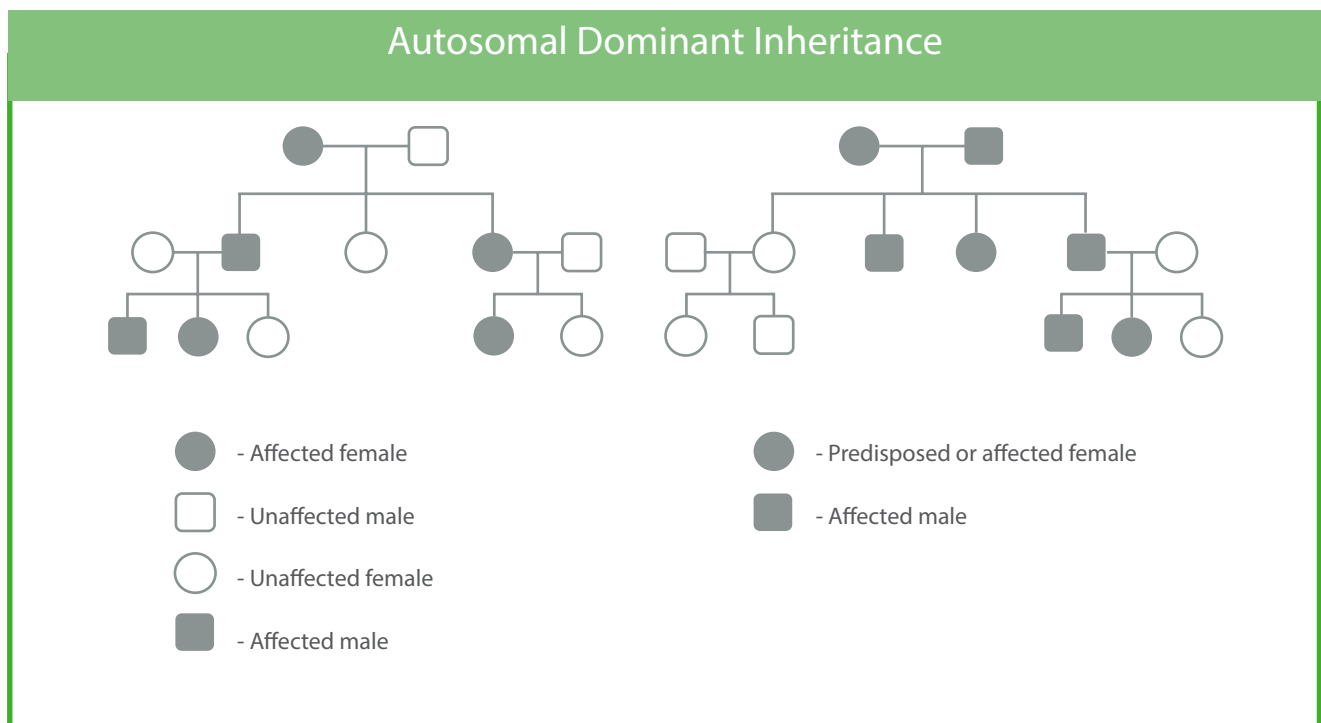 Autosomal Dominant Inheritance
- Affected female
- Unaffected male
- Unaffected female
- Affected male
- Predisposed or affected female
- Affected male